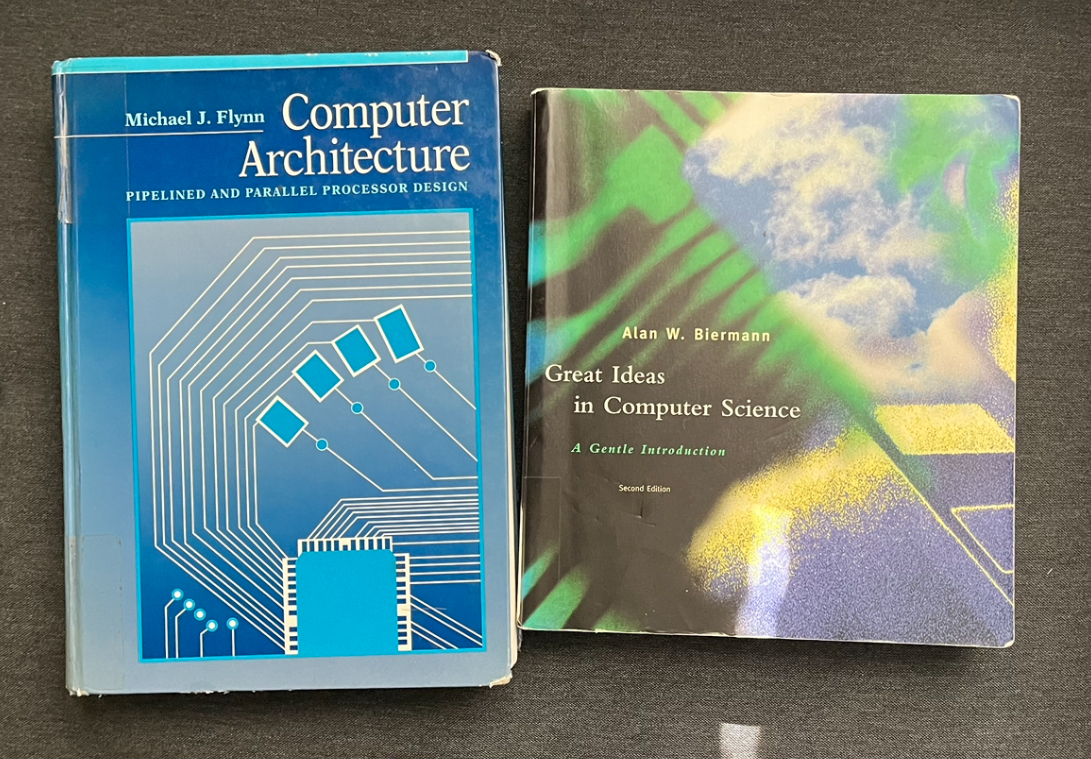 Michael J. Flynn
Computer
Architecture
PIPELINED AND PARALLEL PROCESSOR DESIGN
Alan W. Biermann
Great Ideas
in Computer Science
A Gentle Introduction
Second Edition